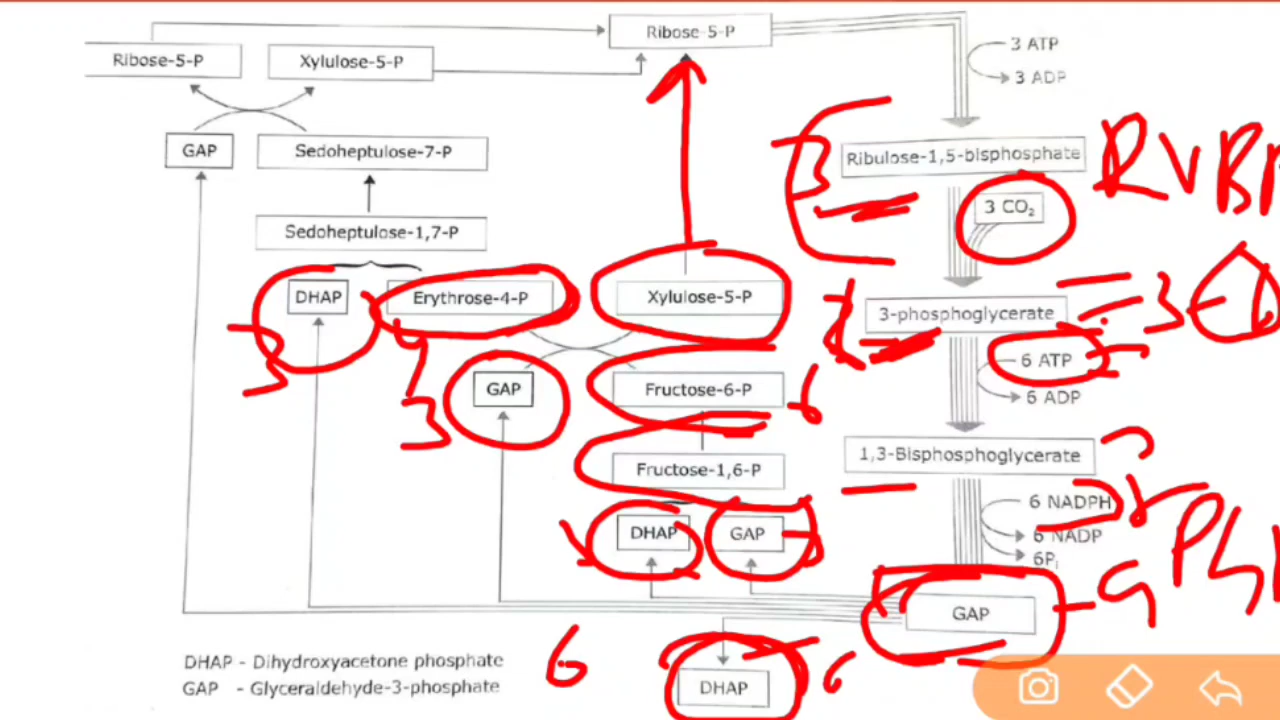 Ribose-5-P
Ribose-5-P
Xylulose-5-P
3 ATP
3 ADP
GAP
Sedoheptulose-7-P
3
Ribulose-1,5-bisphosphate
3 CO₂
Sedoheptulose-1,7-P
DHAP
Erythrose-4-P
Xylulose-5-P
3-phosphoglycerate
3
3
4
GAP
3
Fructose-6-P
6
6 ATP
6 ADP
Fructose-1,6-P
1,3-Bisphosphoglycerate
DHAP
GAP
6 NADPH
6 NADP
6Pᵢ
GAP
DHAP - Dihydroxyacetone phosphate
GAP - Glyceraldehyde-3-phosphate
6
DHAP